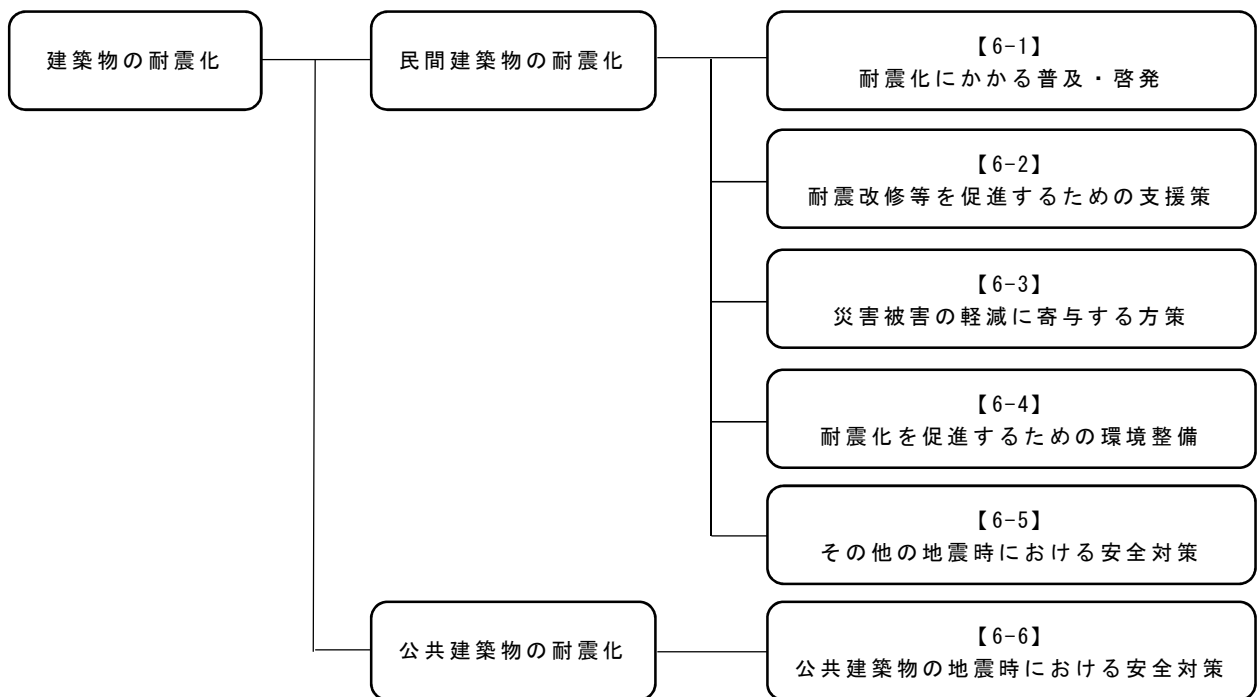 建築物の耐震化
民間建築物の耐震化
【6-1】
耐震化にかかる普及・啓発
【6-2】
耐震改修等を促進するための支援策
【6-3】
災害被害の軽減に寄与する方策
【6-4】
耐震化を促進するための環境整備
【6-5】
その他の地震時における安全対策
公共建築物の耐震化
【6-6】
公共建築物の地震時における安全対策